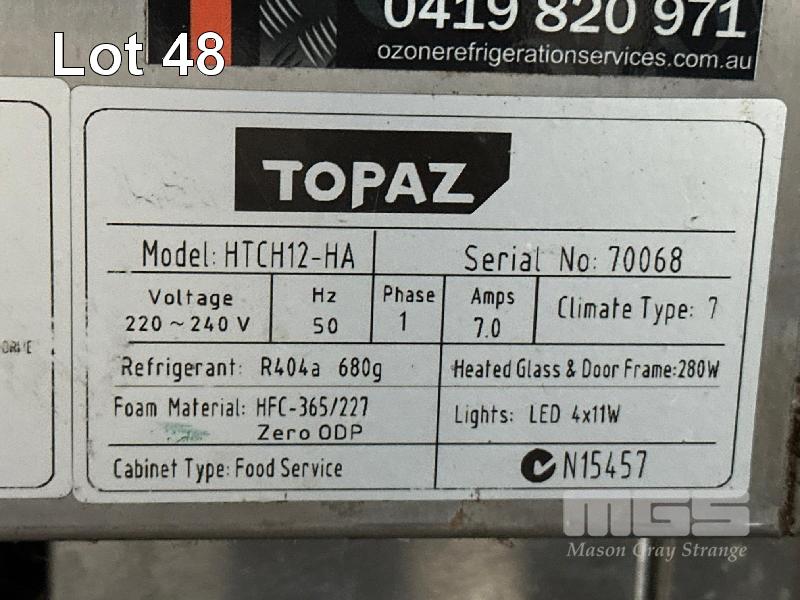 Lot 48
0419 820 971
ozonerefrigerationservices.com.au
TOPAZ
Model: HTCH12-HA
Serial No: 70068
Voltage
220 ~ 240 V
Hz
50
Phase
1
Amps
7.0
Climate Type: 7
Refrigerant: R404a 680g
Heated Glass & Door Frame:280W
Foam Material: HFC-365/227
Zero ODP
Lights: LED 4x11W
Cabinet Type: Food Service
N15457
MGS
Mason Gray Strange